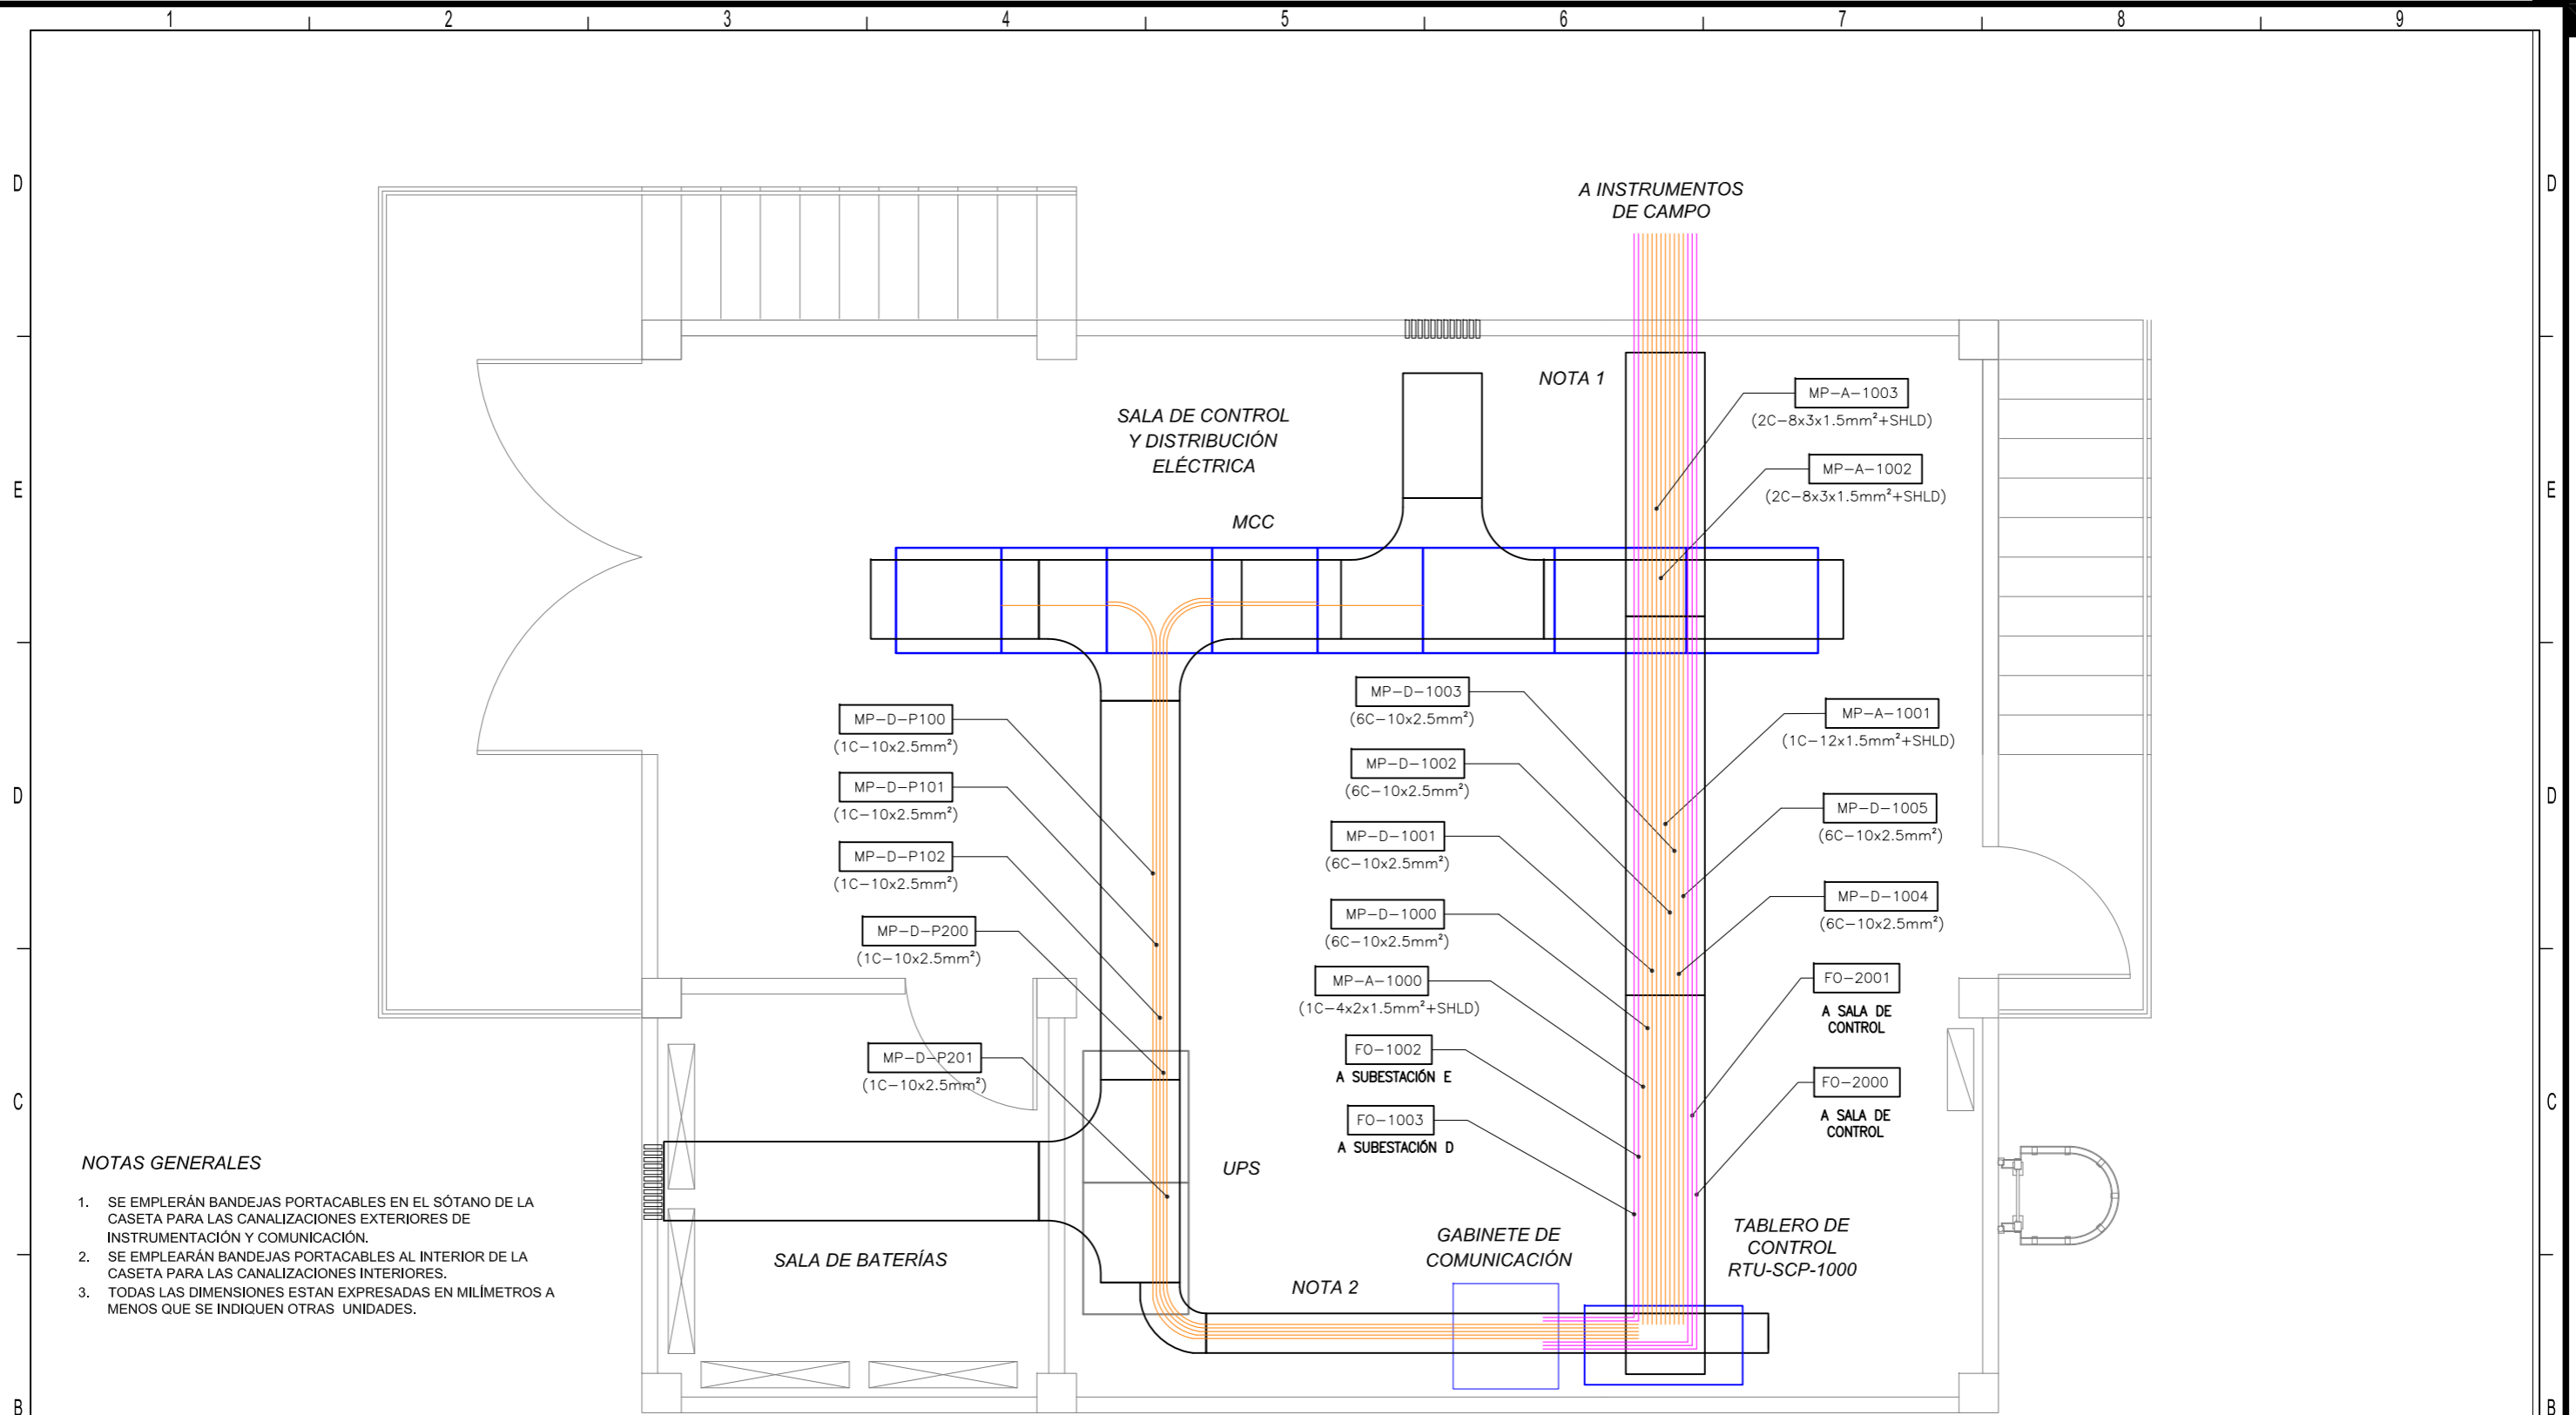 1 2 3 4 5 6 7 8 9
D
D
A INSTRUMENTOS
DE CAMPO
NOTA 1
MP-A-1003
(2C-8x3x1.5mm²+SHLD)
SALA DE CONTROL
Y DISTRIBUCIÓN
ELÉCTRICA
MP-A-1002
(2C-8x3x1.5mm²+SHLD)
E
E
MCC
MP-D-1003
(6C-10x2.5mm²)
MP-D-P100
(1C-10x2.5mm²)
MP-A-1001
(1C-12x1.5mm²+SHLD)
MP-D-1002
(6C-10x2.5mm²)
MP-D-P101
(1C-10x2.5mm²)
D
D
MP-D-1005
(6C-10x2.5mm²)
MP-D-1001
(6C-10x2.5mm²)
MP-D-P102
(1C-10x2.5mm²)
MP-D-1004
(6C-10x2.5mm²)
MP-D-1000
(6C-10x2.5mm²)
MP-D-P200
(1C-10x2.5mm²)
MP-A-1000
(1C-4x2x1.5mm²+SHLD)
FO-2001
A SALA DE
CONTROL
FO-1002
A SUBESTACIÓN E
MP-D-P201
(1C-10x2.5mm²)
FO-2000
A SALA DE
CONTROL
C
C
FO-1003
A SUBESTACIÓN D
UPS
NOTAS GENERALES
1. SE EMPLERÁN BANDEJAS PORTACABLES EN EL SÓTANO DE LA
CASETA PARA LAS CANALIZACIONES EXTERIORES DE
INSTRUMENTACIÓN Y COMUNICACIÓN.
2. SE EMPLEARÁN BANDEJAS PORTACABLES AL INTERIOR DE LA
CASETA PARA LAS CANALIZACIONES INTERIORES.
3. TODAS LAS DIMENSIONES ESTAN EXPRESADAS EN MILÍMETROS A
MENOS QUE SE INDIQUEN OTRAS UNIDADES.
SALA DE BATERÍAS
GABINETE DE
COMUNICACIÓN
TABLERO DE
CONTROL
RTU-SCP-1000
NOTA 2
B
B